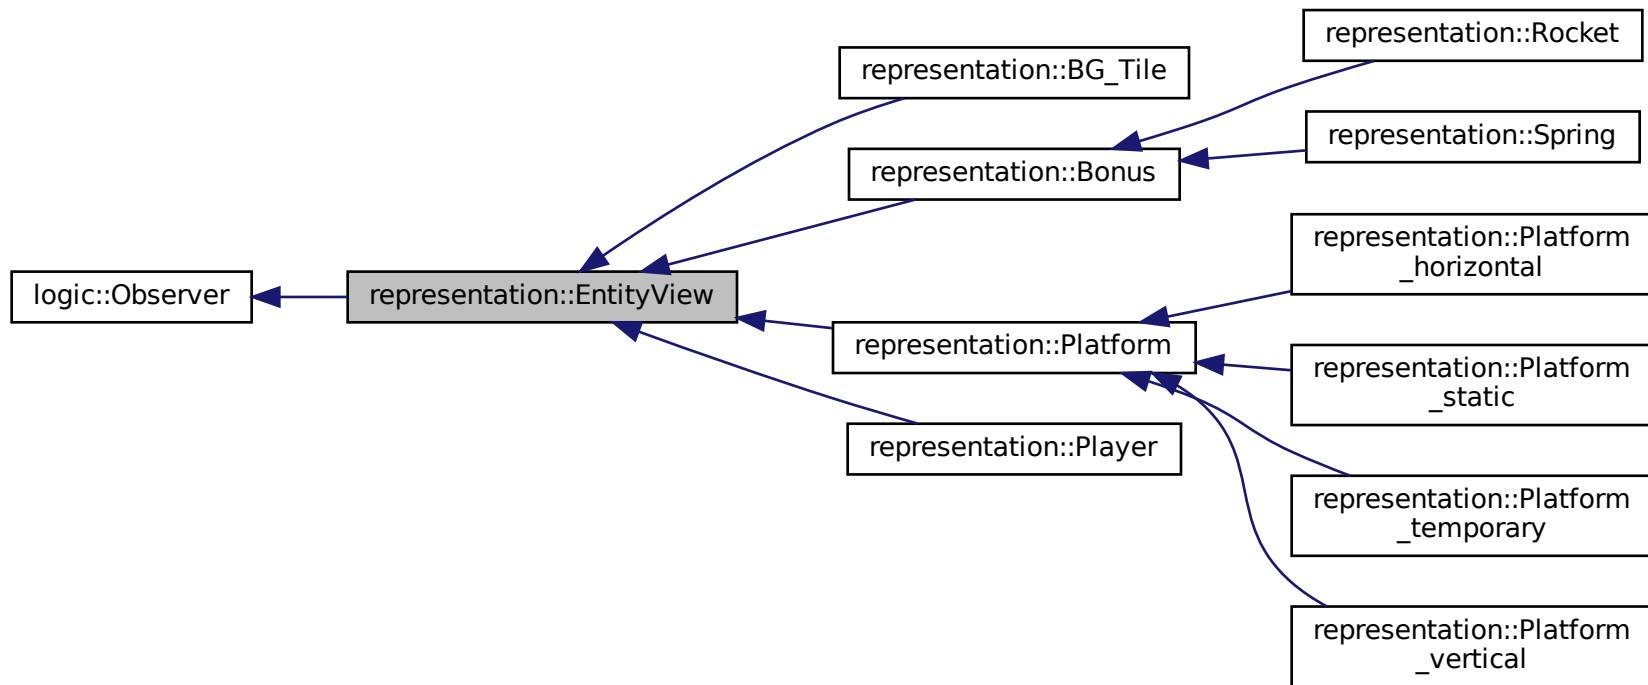 representation::Rocket
representation::BG_Tile
representation::Spring
representation::Bonus
representation::Platform
_horizontal
logic::Observer
representation::EntityView
representation::Platform
representation::Platform
_static
representation::Player
representation::Platform
_temporary
representation::Platform
_vertical